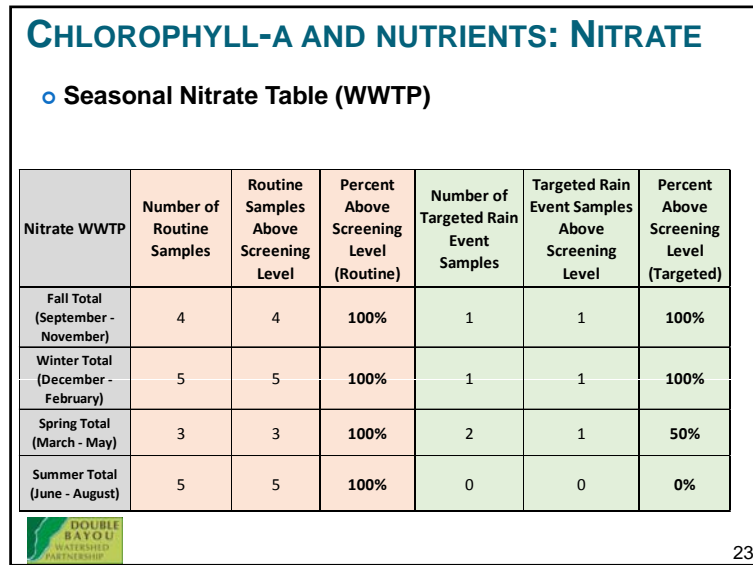 CHLOROPHYLL-A AND NUTRIENTS: NITRATE
Seasonal Nitrate Table (WWTP)
Nitrate WWTP
Number of
Routine
Samples
Routine
Samples
Above
Screening
Level
Percent
Above
Screening
Level
(Routine)
Number of
Targeted Rain
Event
Samples
Targeted Rain
Event Samples
Above
Screening
Level
Percent
Above
Screening
Level
(Targeted)
Fall Total
(September -
November)
4
4
100%
1
1
100%
Winter Total
(December -
February)
5
5
100%
1
1
100%
Spring Total
(March - May)
3
3
100%
2
1
50%
Summer Total
(June - August)
5
5
100%
0
0
0%
DOUBLE
BAYOU
WATERSHED
PARTNERSHIP
23